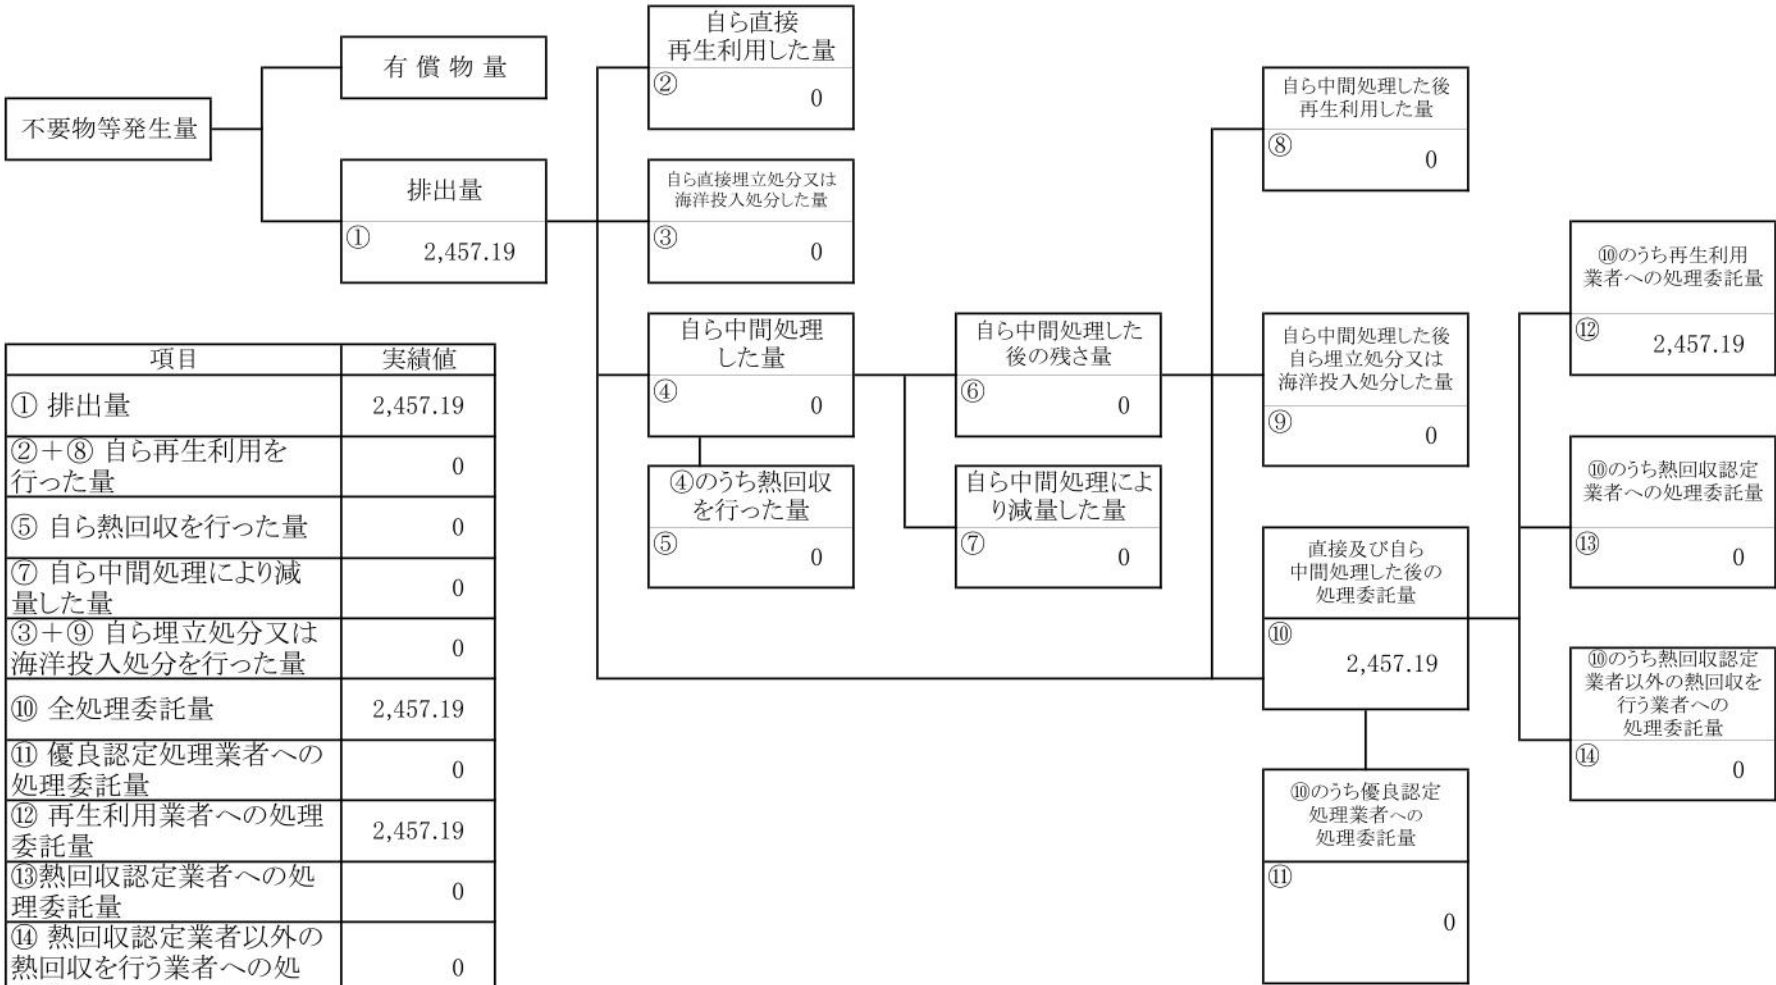 不要物等発生量
有 償 物 量
排出量
①
2,457.19
自ら直接
再生利用した量
②
0
自ら直接埋立処分又は
海洋投入処分した量
③
0
自ら中間処理
した量
④
0
④のうち熱回収
を行った量
⑤
0
自ら中間処理した
後の残さ量
⑥
0
自ら中間処理によ
り減量した量
⑦
0
自ら中間処理した後
再生利用した量
⑧
0
自ら中間処理した後
自ら埋立処分又は
海洋投入処分した量
⑨
0
直接及び自ら
中間処理した後の
処理委託量
⑩
2,457.19
⑩のうち優良認定
処理業者への
処理委託量
⑪
0
⑩のうち再生利用
業者への処理委託量
⑫
2,457.19
⑩のうち熱回収認定
業者への処理委託量
⑬
0
⑩のうち熱回収認定
業者以外の熱回収を
行う業者への
処理委託量
⑭
0
項目 実績値
① 排出量 2,457.19
②+⑧ 自ら再生利用を
行った量 0
⑤ 自ら熱回収を行った量 0
⑦ 自ら中間処理により減
量した量 0
③+⑨ 自ら埋立処分又は
海洋投入処分を行った量 0
⑩ 全処理委託量 2,457.19
⑪ 優良認定処理業者への
処理委託量 0
⑫ 再生利用業者への処理
委託量 2,457.19
⑬熱回収認定業者への処
理委託量 0
⑭ 熱回収認定業者以外の
熱回収を行う業者への処 0